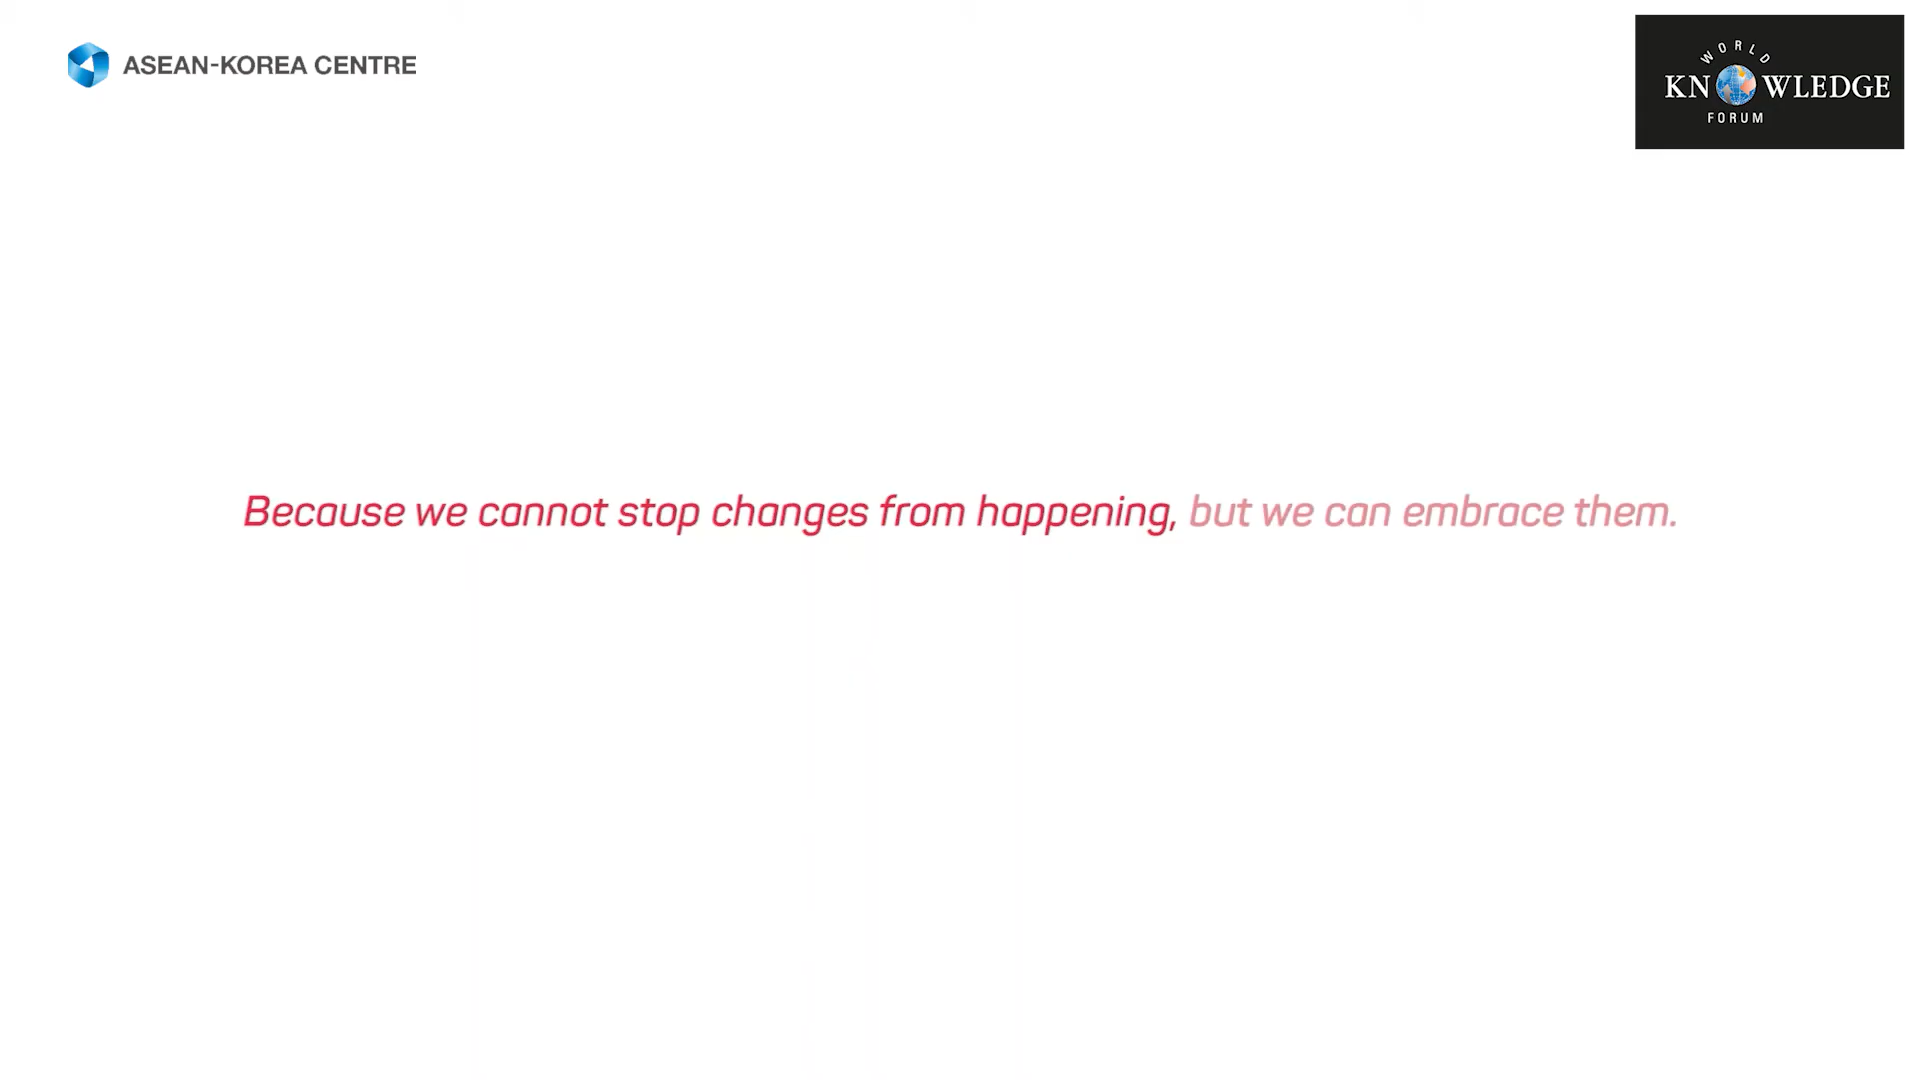 ASEAN-KOREA CENTRE
WORLD
KNOWLEDGE
FORUM
Because we cannot stop changes from happening, but we can embrace them.